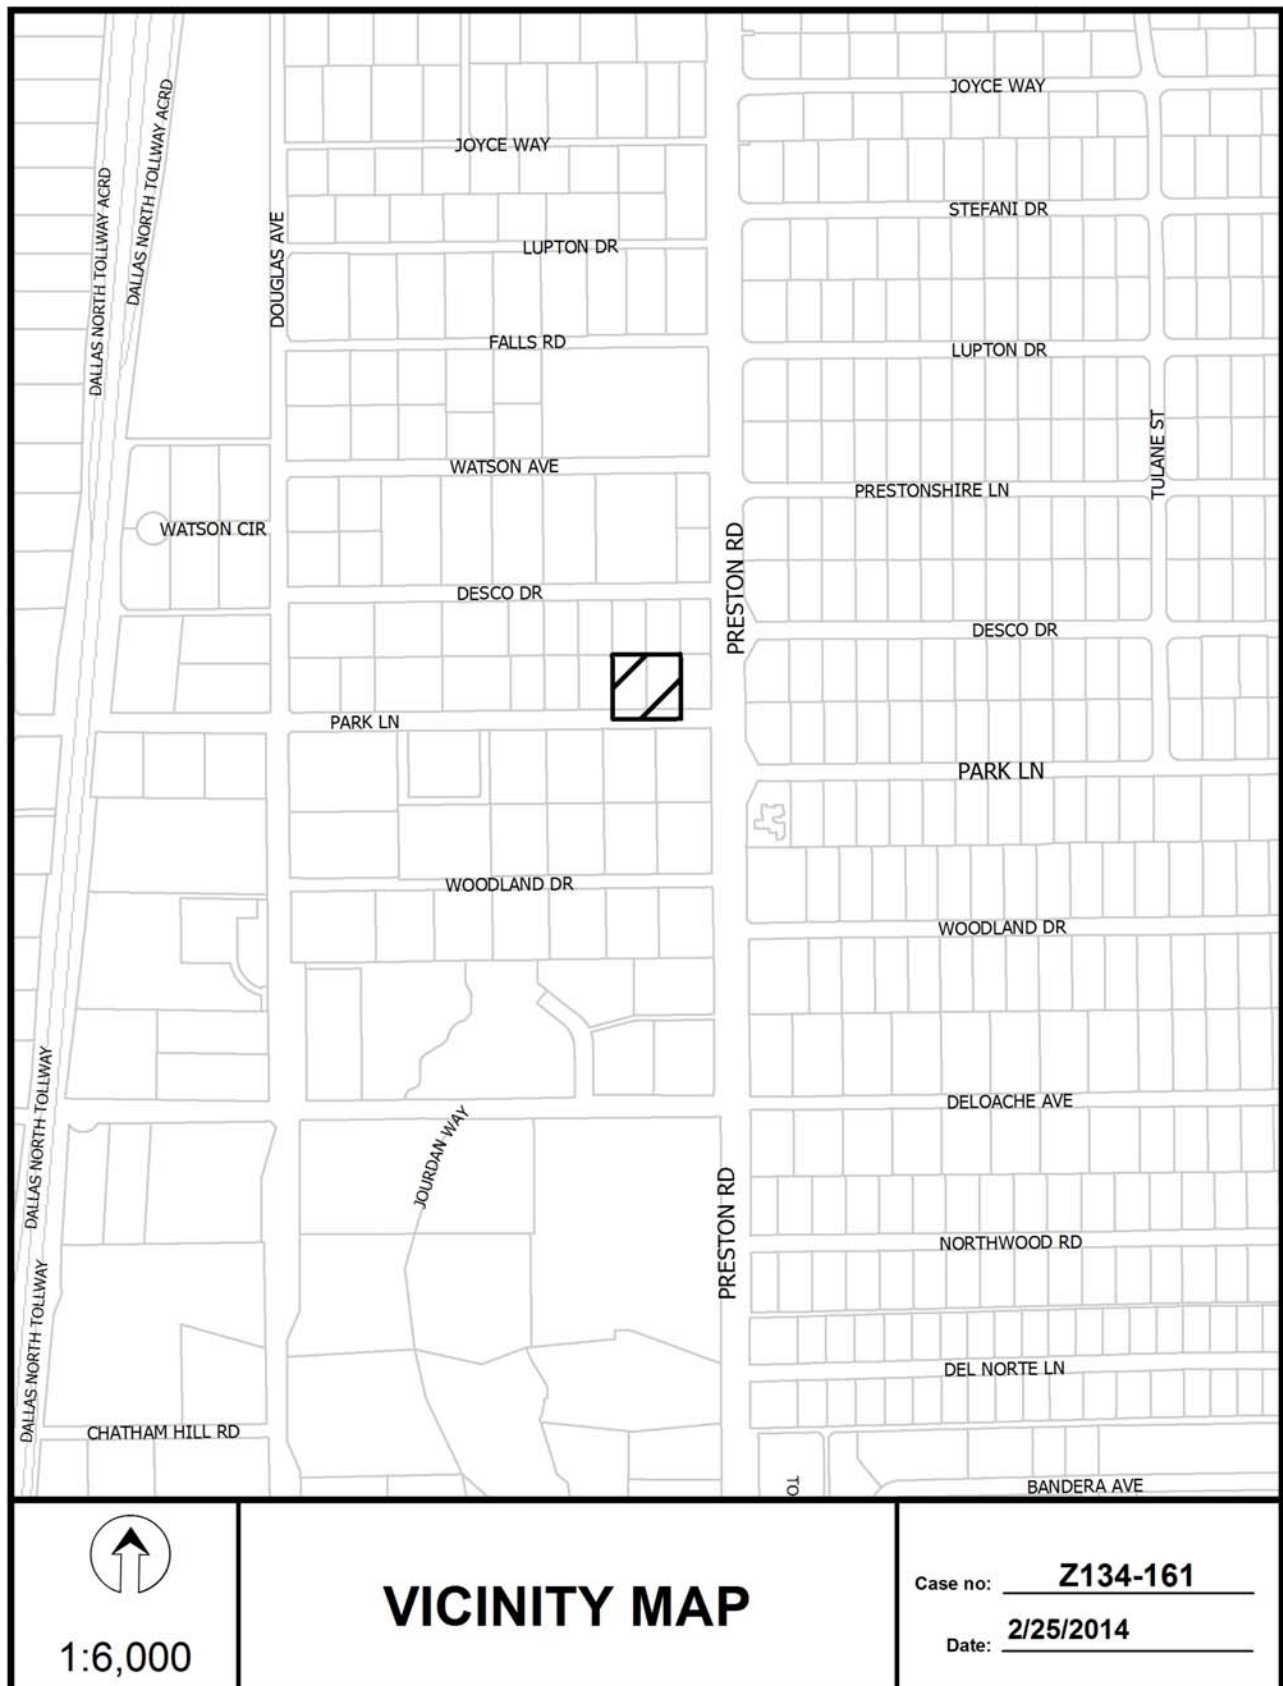 JOYCE WAY
DALLAS NORTH TOLLWAY ACRD
DALLAS NORTH TOLLWAY ACRD
JOYCE WAY
STEFANI DR
DOUGLAS AVE
LUPTON DR
FALLS RD
LUPTON DR
TULANE ST
WATSON AVE
PRESTONSHIRE LN
WATSON CIR
PRESTON RD
DESCO DR
DESCO DR
PARK LN
PARK LN
WOODLAND DR
WOODLAND DR
DALLAS NORTH TOLLWAY
DELOACHE AVE
JOURDAN WAY
PRESTON RD
NORTHWOOD RD
DALLAS NORTH TOLLWAY
DEL NORTE LN
CHATHAM HILL RD
TO
BANDERA AVE
1:6,000
VICINITY MAP
Case no: Z134-161
Date: 2/25/2014